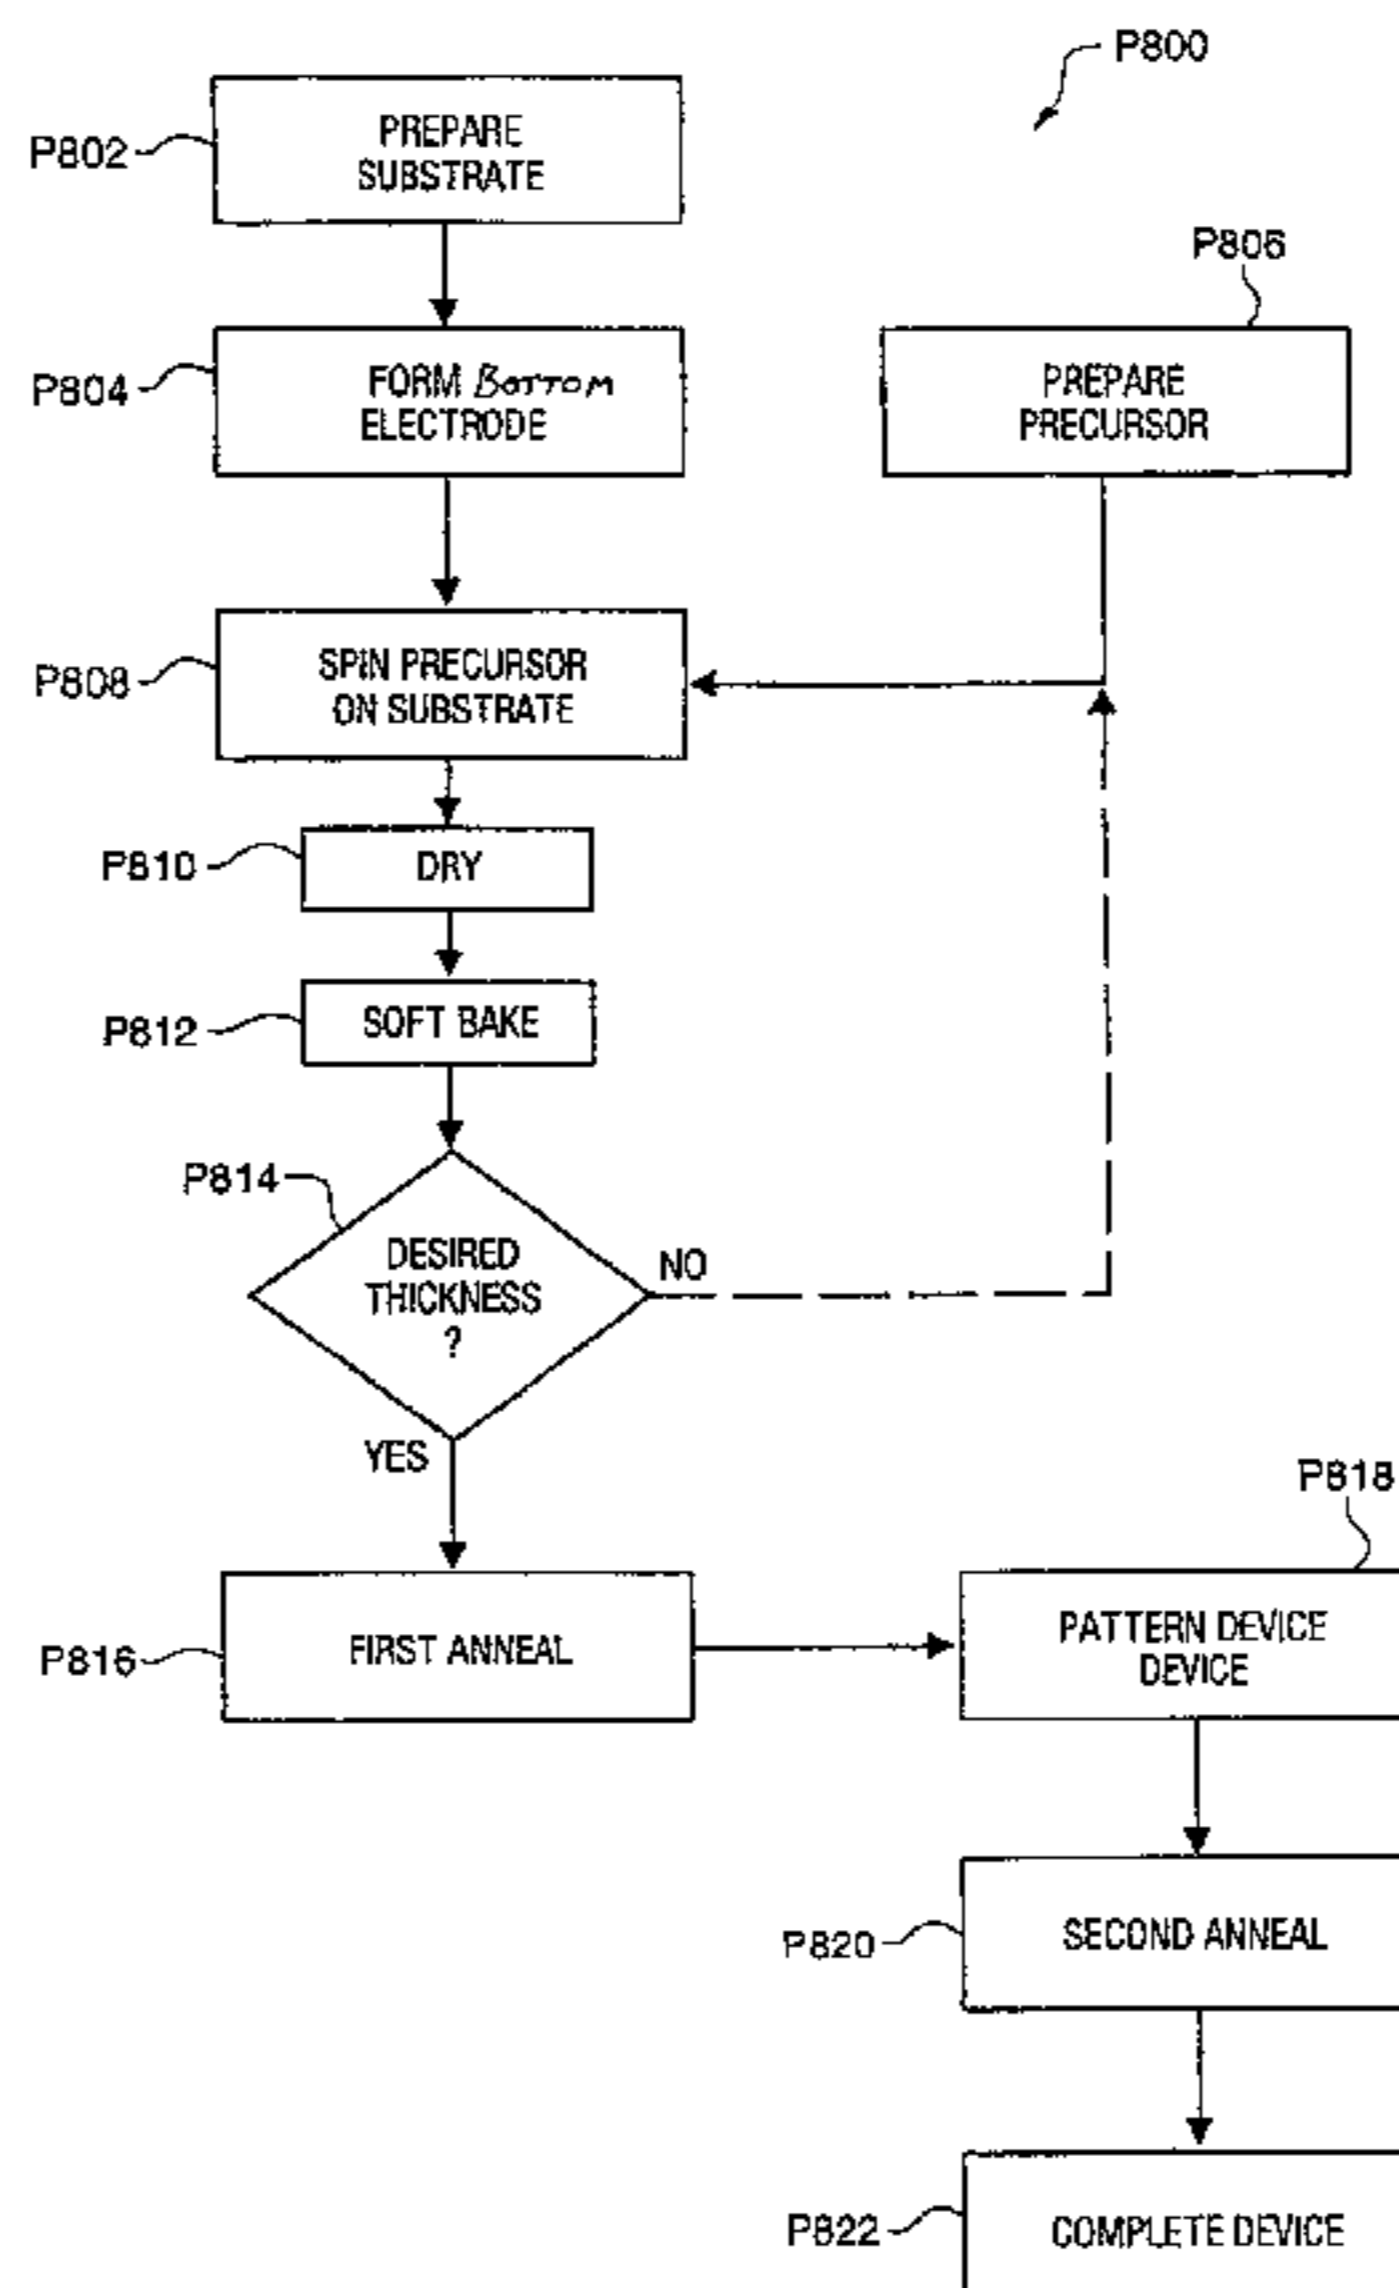 P800
P802
PREPARE
SUBSTRATE
P804
FORM BOTTOM
ELECTRODE
P806
PREPARE
PRECURSOR
P808
SPIN PRECURSOR
ON SUBSTRATE
P810
DRY
P812
SOFT BAKE
P814
DESIRED
THICKNESS
?
NO
YES
P816
FIRST ANNEAL
P818
PATTERN DEVICE
DEVICE
P820
SECOND ANNEAL
P822
COMPLETE DEVICE